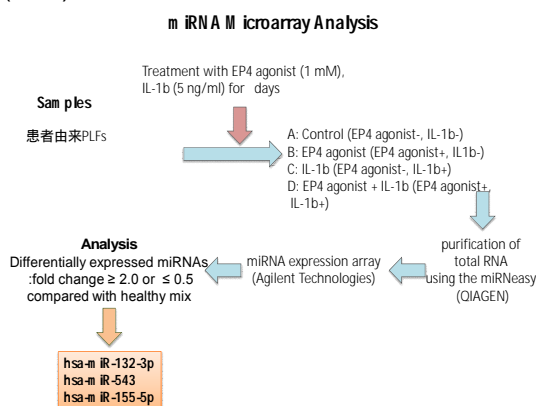 miRNA Microarray Analysis
Treatment with EP4 agonist (1 mM),
IL-1b (5 ng/ml) for days
Samples
患者由来PLFs
A: Control (EP4 agonist-, IL-1b-)
B: EP4 agonist (EP4 agonist+, IL1b-)
C: IL-1b (EP4 agonist-, IL-1b+)
D: EP4 agonist + IL-1b (EP4 agonist+,
IL-1b+)
purification of
total RNA
using the miRNeasy
(QIAGEN)
miRNA expression array
(Agilent Technologies)
Analysis
Differentially expressed miRNAs
:fold change ≥ 2.0 or ≤ 0.5
compared with healthy mix
hsa-miR-132-3p
hsa-miR-543
hsa-miR-155-5p